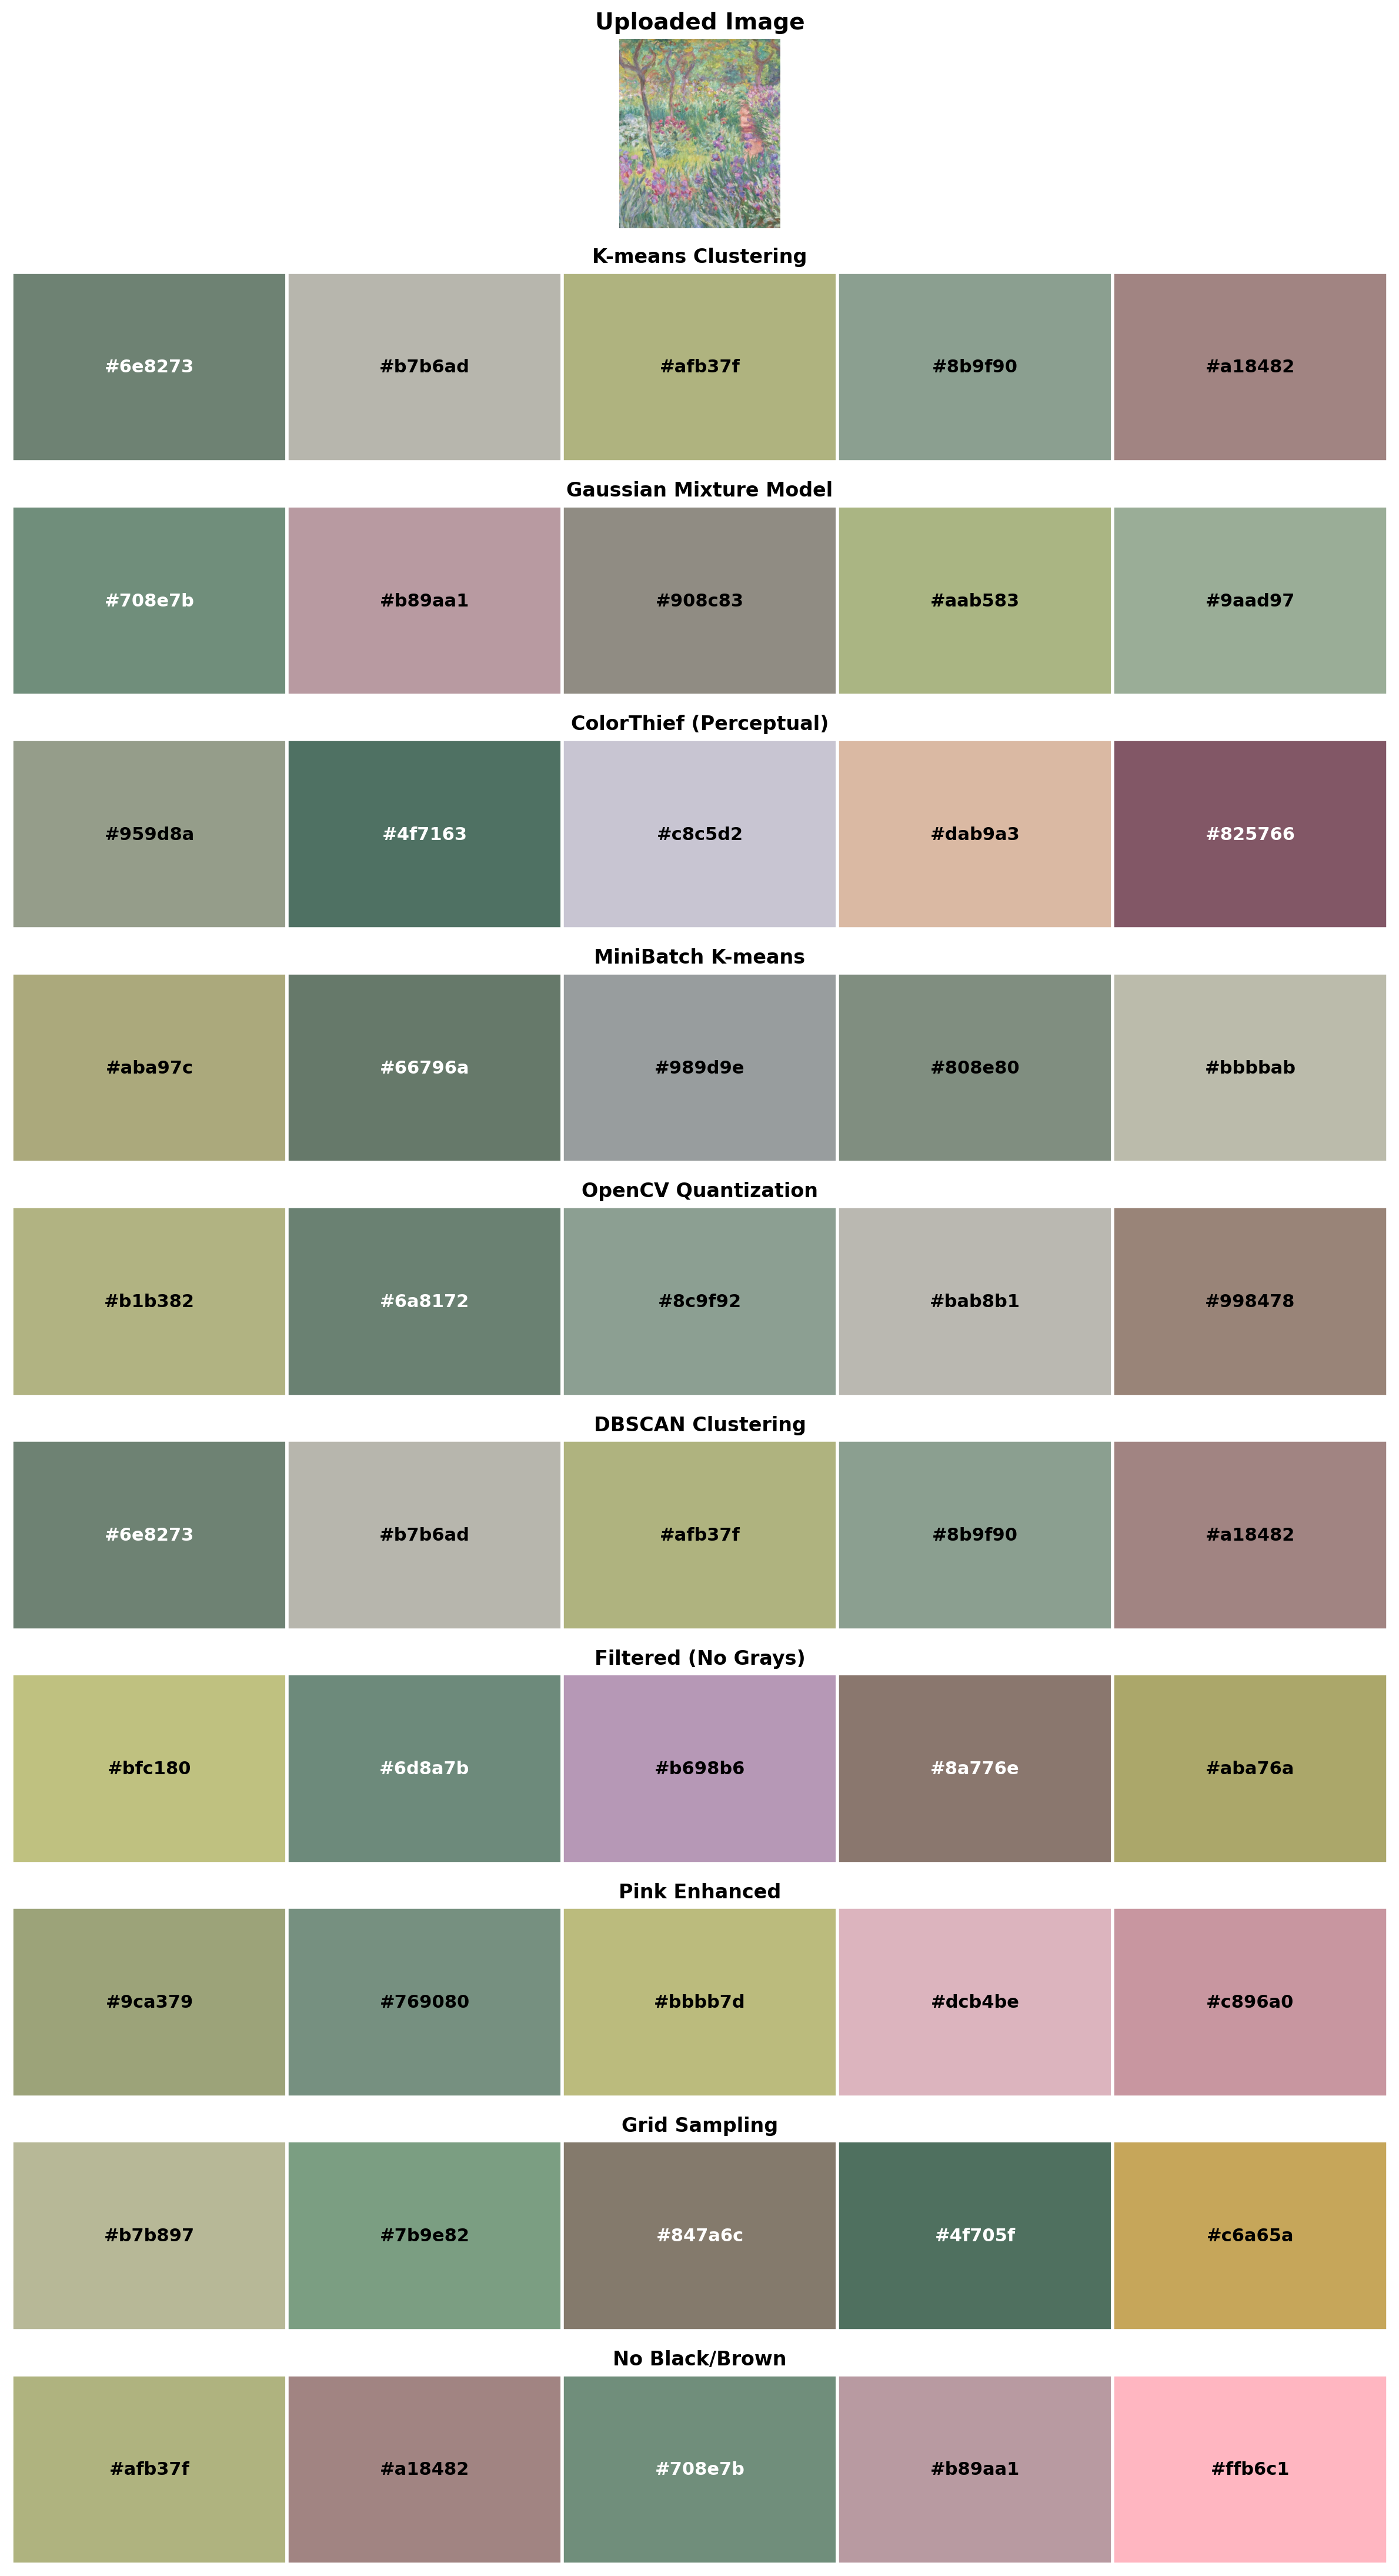 Uploaded Image
K-means Clustering
#6e8273 #b7b6ad #afb37f #8b9f90 #a18482
Gaussian Mixture Model
#708e7b #b89aa1 #908c83 #aab583 #9aad97
ColorThief (Perceptual)
#959d8a #4f7163 #c8c5d2 #dab9a3 #825766
MiniBatch K-means
#aba97c #66796a #989d9e #808e80 #bbbbab
OpenCV Quantization
#b1b382 #6a8172 #8c9f92 #bab8b1 #998478
DBSCAN Clustering
#6e8273 #b7b6ad #afb37f #8b9f90 #a18482
Filtered (No Grays)
#bfc180 #6d8a7b #b698b6 #8a776e #aba76a
Pink Enhanced
#9ca379 #769080 #bbbb7d #dcb4be #c896a0
Grid Sampling
#b7b897 #7b9e82 #847a6c #4f705f #c6a65a
No Black/Brown
#afb37f #a18482 #708e7b #b89aa1 #ffb6c1